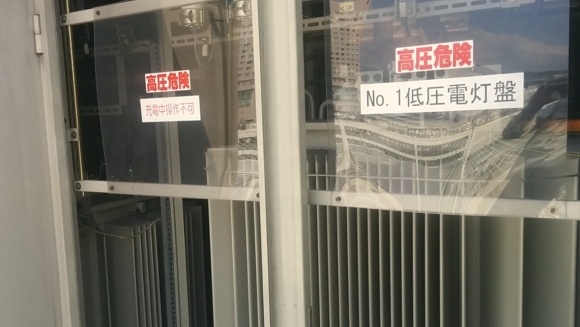 高圧危険
充電中操作不可
高圧危険
No.1低圧電灯盤